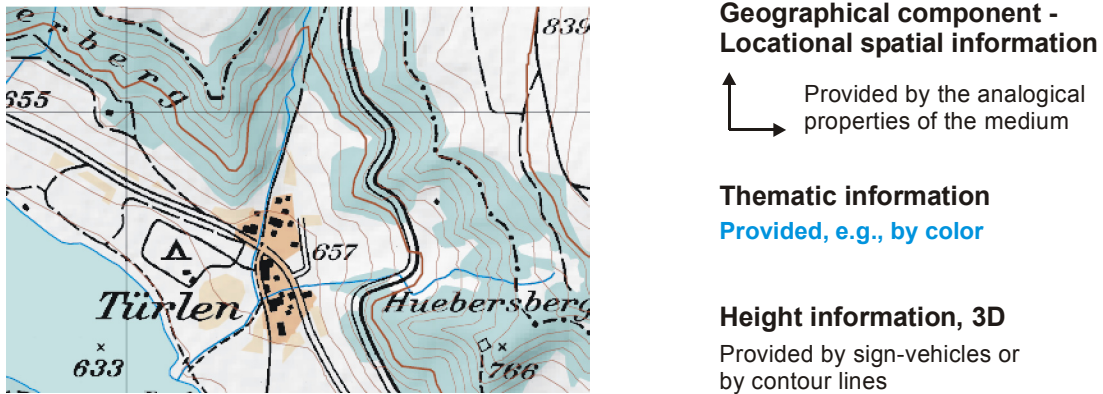 erberg
839
655
657
Türlen
Huebersberg
633
766
Geographical component -
Locational spatial information
Provided by the analogical
properties of the medium
Thematic information
Provided, e.g., by color
Height information, 3D
Provided by sign-vehicles or
by contour lines